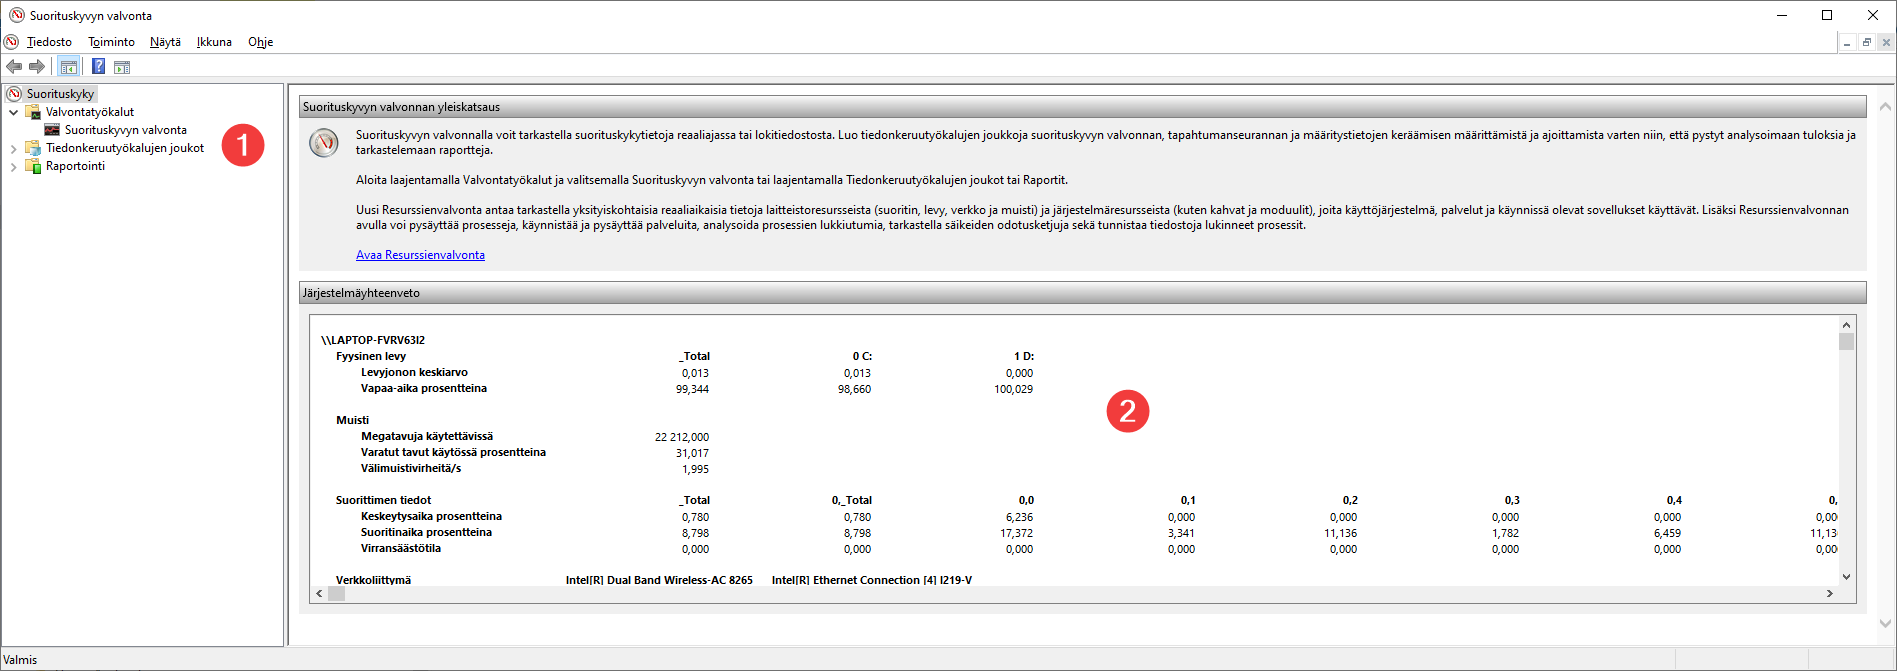 Suorituskyvyn valvonta
Tiedosto Toiminto Näytä Ikkuna Ohje
Suorituskyky
Valvontatyökalut
Suorituskyvyn valvonta
Tiedonkeruutyökalujen joukot
Raportointi
1
Suorituskyvyn valvonnan yleiskatsaus
Suorituskyvyn valvonnalla voit tarkastella suorituskykytietoja reaaliajassa tai lokitiedostosta. Luo tiedonkeruutyökalujen joukkoja suorituskyvyn valvonnan, tapahtumanseurannan ja määritystietojen keräämisen määrittämistä ja ajoittamista varten niin, että pystyt analysoimaan tuloksia ja
tarkastelemaan raportteja.
Aloita laajentamalla Valvontatyökalut ja valitsemalla Suorituskyvyn valvonta tai laajentamalla Tiedonkeruutyökalujen joukot tai Raportit.
Uusi Resurssienvalvonta antaa tarkastella yksityiskohtaisia reaaliaikaisia tietoja laitteistoresursseista (suoritin, levy, verkko ja muisti) ja järjestelmäresursseista (kuten kahvat ja moduulit), joita käyttöjärjestelmä, palvelut ja käynnissä olevat sovellukset käyttävät. Lisäksi Resurssienvalvonnan
avulla voi pysäyttää prosesseja, käynnistää ja pysäyttää palveluita, analysoida prosessien lukkiutumia, tarkastella säikeiden odotusketjuja sekä tunnistaa tiedostoja lukinneet prosessit.
Avaa Resurssienvalvonta
Järjestelmäyhteenveto
\\LAPTOP-FVRV63I2
Fyysinen levy _Total 0 C: 1 D:
Levyjonon keskiarvo 0,013 0,013 0,000
Vapaa-aika prosentteina 99,344 98,660 100,029
2
Muisti
Megatavuja käytettävissä 22 212,000
Varatut tavut käytössä prosentteina 31,017
Välimuistivirheitä/s 1,995
Suorittimen tiedot _Total 0,_Total 0,0 0,1 0,2 0,3 0,4 0,
Keskeytysaika prosentteina 0,780 0,780 6,236 0,000 0,000 0,000 0,000 0,00
Suoritinaika prosentteina 8,798 8,798 17,372 3,341 11,136 1,782 6,459 11,13
Virransäästötila 0,000 0,000 0,000 0,000 0,000 0,000 0,000 0,00
Verkkoliittymä Intel[R] Dual Band Wireless-AC 8265 Intel[R] Ethernet Connection [4] I219-V
Valmis